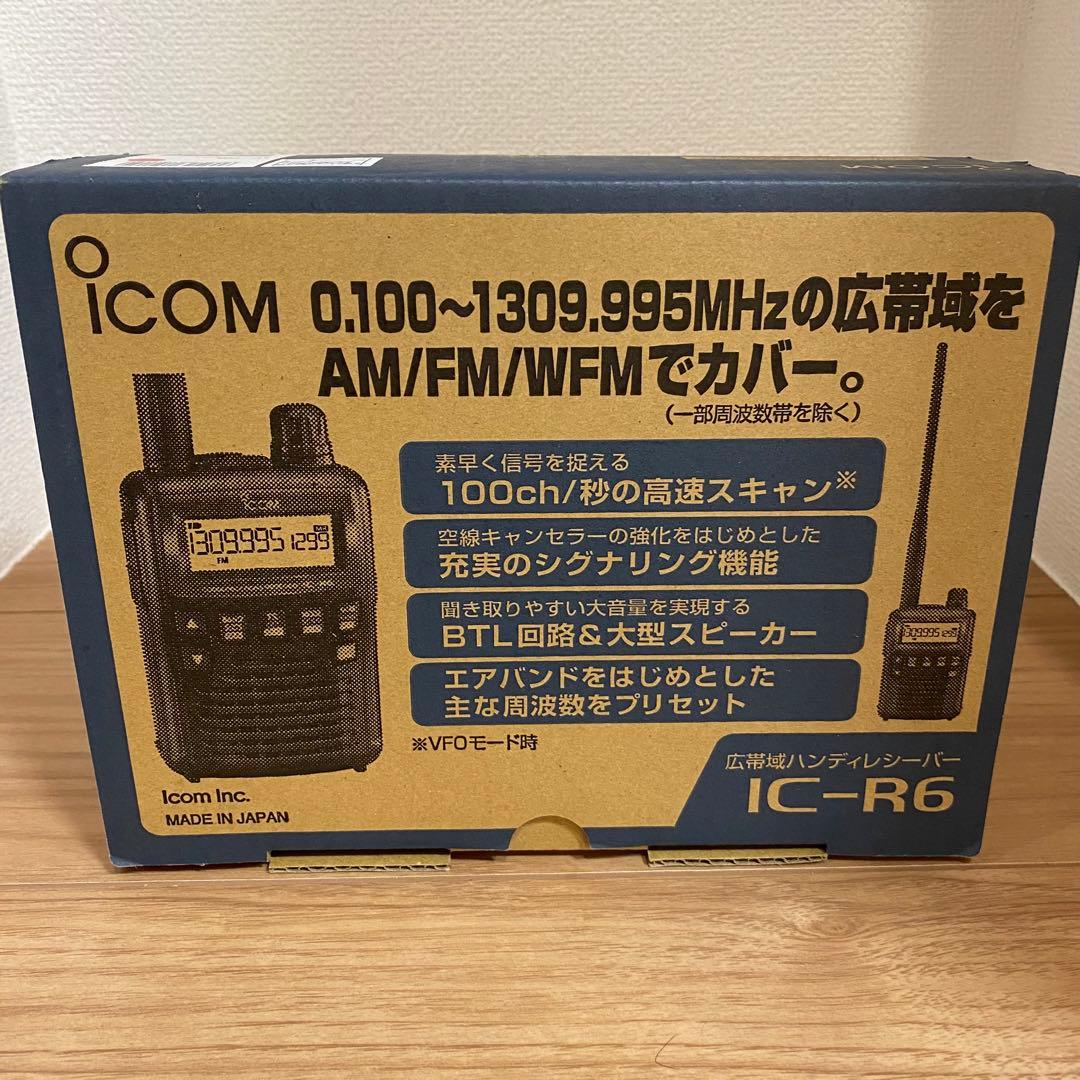 ICOM
0.100～1309.995MHzの広帯域を
AM/FM/WFMでカバー。
(一部周波数帯を除く)
素早く信号を捉える
100ch/秒の高速スキャン※
空線キャンセラーの強化をはじめとした
充実のシグナリング機能
聞き取りやすい大音量を実現する
BTL回路&大型スピーカー
エアバンドをはじめとした
主な周波数をプリセット
※VFOモード時
ICOM
1309.995 1299
FM
1309.995
広帯域ハンディレシーバー
IC-R6
Icom Inc.
MADE IN JAPAN